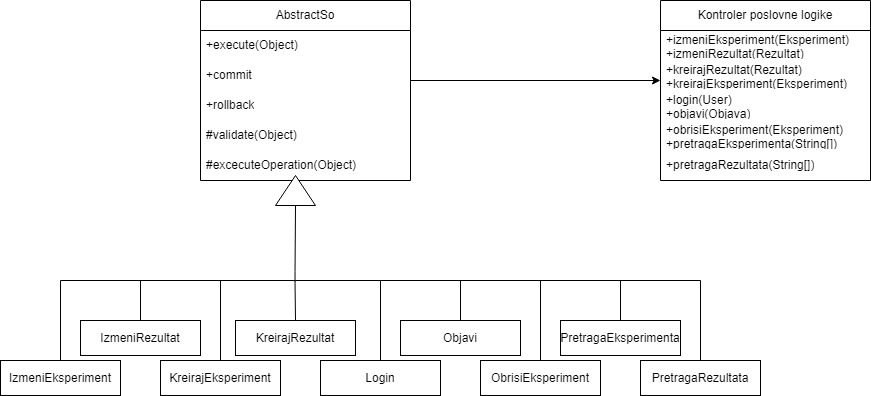 AbstractSo
+execute(Object)
+commit
+rollback
#validate(Object)
#excecuteOperation(Object)
Kontroler poslovne logike
+izmeniEksperiment(Eksperiment)
+izmeniRezultat(Rezultat)
+kreirajRezultat(Rezultat)
+kreirajEksperiment(Eksperiment)
+login(User)
+objavi(Objava)
+obrisiEksperiment(Eksperiment)
+pretragaEksperimenta(String[])
+pretragaRezultata(String[])
IzmeniRezultat
KreirajRezultat
Objavi
PretragaEksperimenta
IzmeniEksperiment
KreirajEksperiment
Login
ObrisiEksperiment
PretragaRezultata